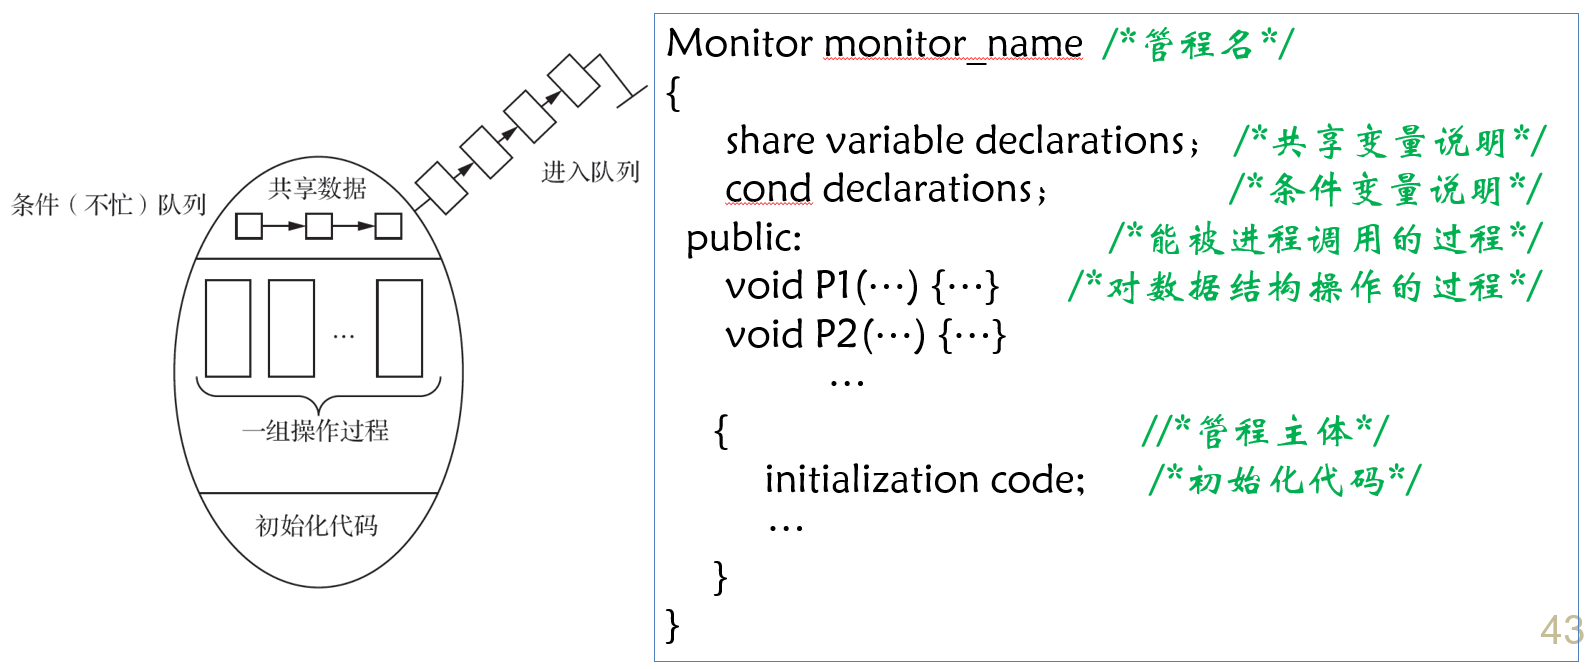 条件（不忙）队列
共享数据
进入队列
…
一组操作过程
初始化代码
Monitor monitor_name /*管程名*/
{
share variable declarations； /*共享变量说明*/
cond declarations； /*条件变量说明*/
public: /*能被进程调用的过程*/
void P1(…) {…} /*对数据结构操作的过程*/
void P2(…) {…}
…
{ //*管程主体*/
initialization code; /*初始化代码*/
…
}
}
43